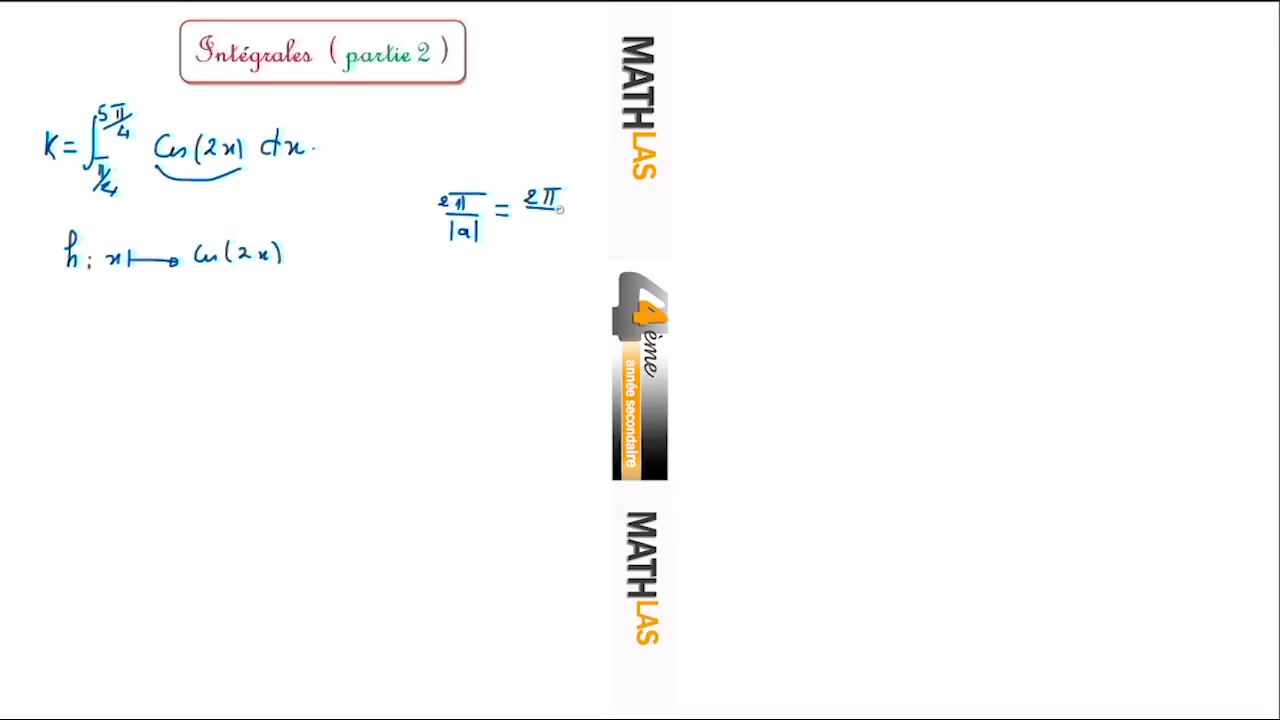 Intégrales ( partie 2 )
K = ∫_{π/4}^{5π/4} Cos(2x) dx.
2π/|a| = 2π
h : x ⟼ Cos(2x)
MATHLAS
4ème
année secondaire
MATHLAS